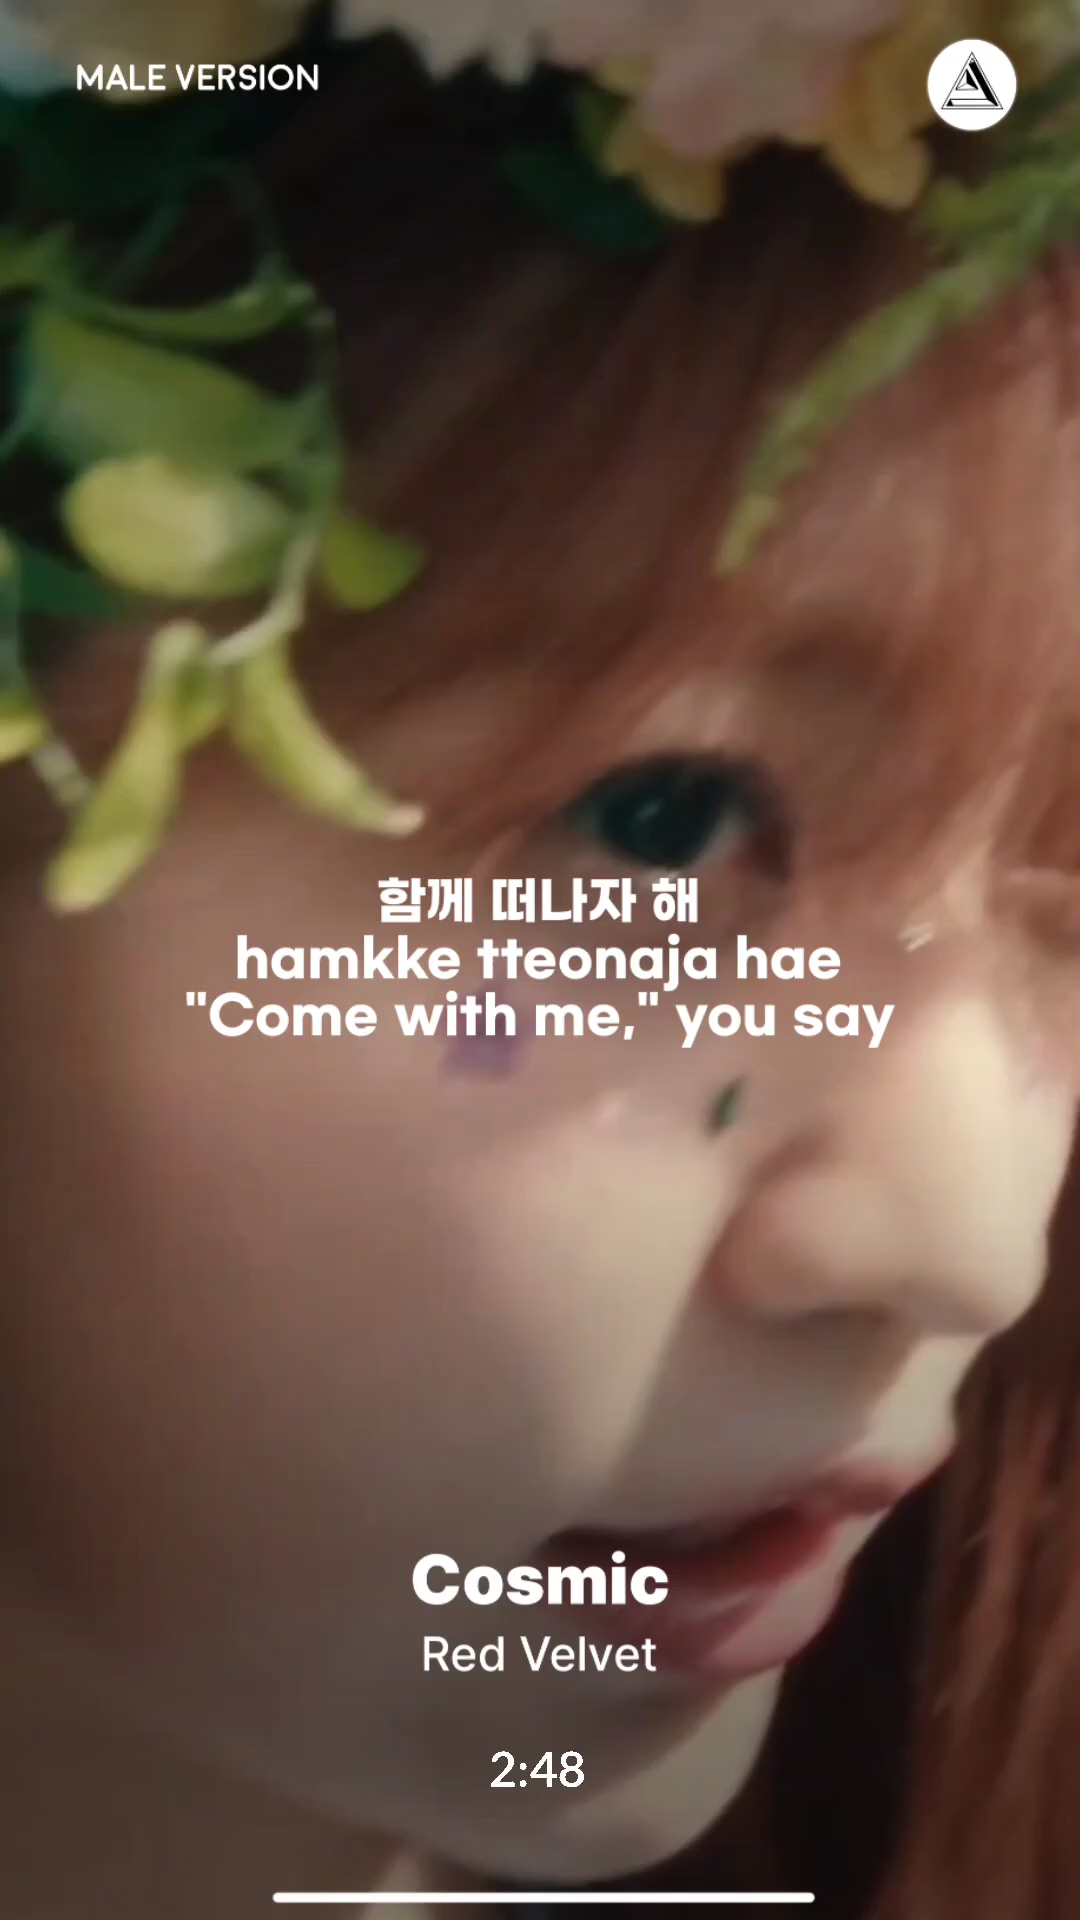 MALE VERSION
함께 떠나자 해
hamkke tteonaja hae
"Come with me," you say
Cosmic
Red Velvet
2:48